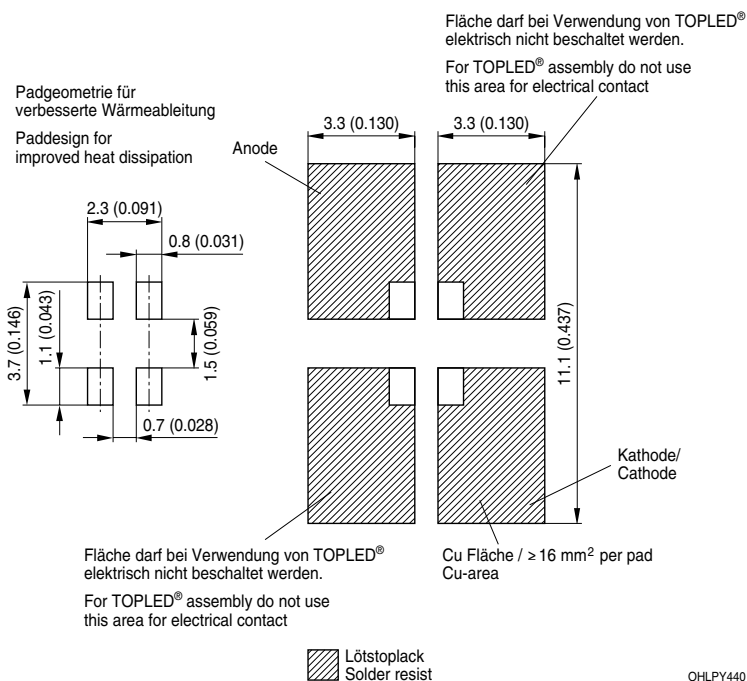 Fläche darf bei Verwendung von TOPLED®
elektrisch nicht beschaltet werden.
For TOPLED® assembly do not use
this area for electrical contact
Padgeometrie für
verbesserte Wärmeableitung
Paddesign for
improved heat dissipation
Anode
3.3 (0.130)
3.3 (0.130)
2.3 (0.091)
0.8 (0.031)
3.7 (0.146)
1.1 (0.043)
1.5 (0.059)
0.7 (0.028)
11.1 (0.437)
Kathode/
Cathode
Fläche darf bei Verwendung von TOPLED®
elektrisch nicht beschaltet werden.
For TOPLED® assembly do not use
this area for electrical contact
Cu Fläche / ≥ 16 mm² per pad
Cu-area
Lötstoplack
Solder resist
OHLPY440